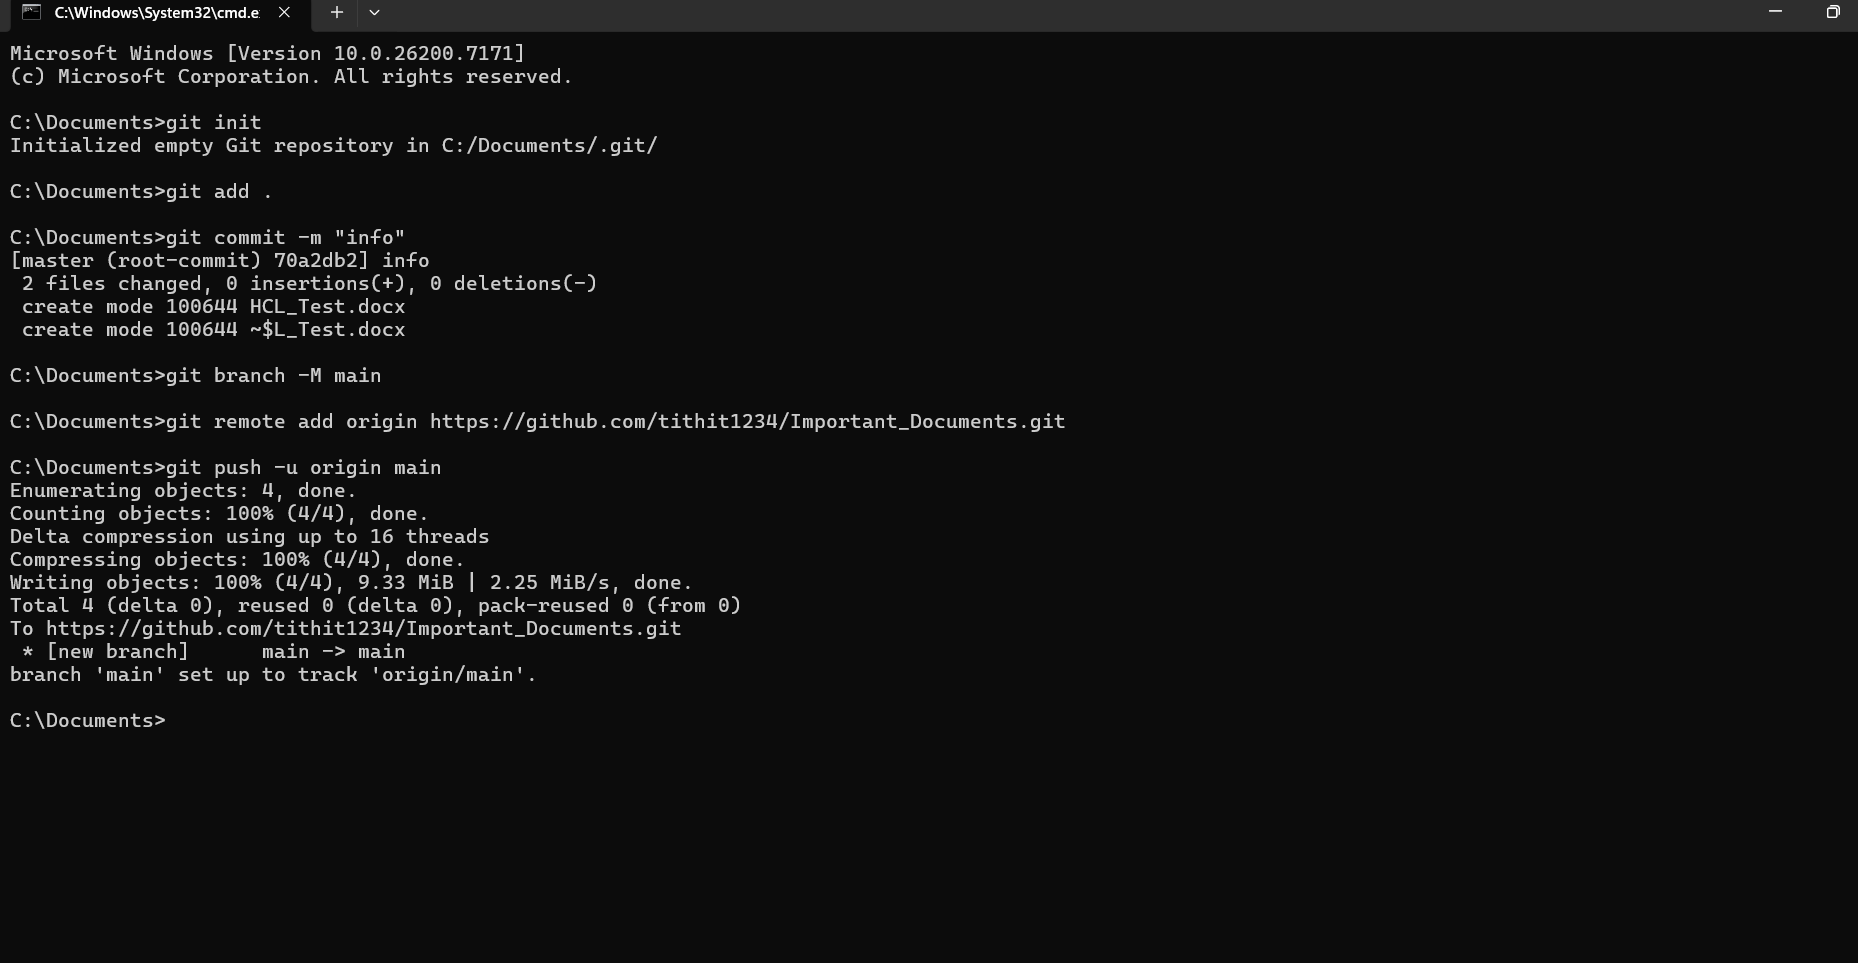 C:\Windows\System32\cmd.e
Microsoft Windows [Version 10.0.26200.7171]
(c) Microsoft Corporation. All rights reserved.
C:\Documents>git init
Initialized empty Git repository in C:/Documents/.git/
C:\Documents>git add .
C:\Documents>git commit -m "info"
[master (root-commit) 70a2db2] info
 2 files changed, 0 insertions(+), 0 deletions(-)
 create mode 100644 HCL_Test.docx
 create mode 100644 ~$L_Test.docx
C:\Documents>git branch -M main
C:\Documents>git remote add origin https://github.com/tithit1234/Important_Documents.git
C:\Documents>git push -u origin main
Enumerating objects: 4, done.
Counting objects: 100% (4/4), done.
Delta compression using up to 16 threads
Compressing objects: 100% (4/4), done.
Writing objects: 100% (4/4), 9.33 MiB | 2.25 MiB/s, done.
Total 4 (delta 0), reused 0 (delta 0), pack-reused 0 (from 0)
To https://github.com/tithit1234/Important_Documents.git
 * [new branch]      main -> main
branch 'main' set up to track 'origin/main'.
C:\Documents>